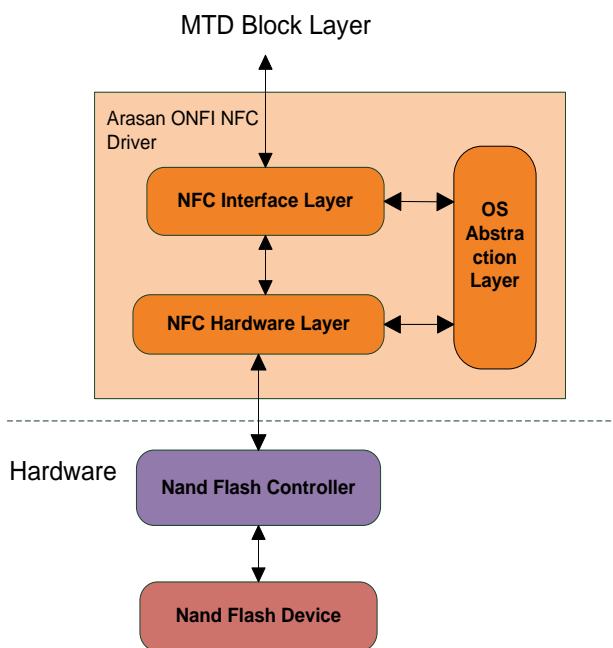 MTD Block Layer
Arasan ONFI NFC
Driver
NFC Interface Layer
OS
Abstra
ction
Layer
NFC Hardware Layer
Hardware
Nand Flash Controller
Nand Flash Device